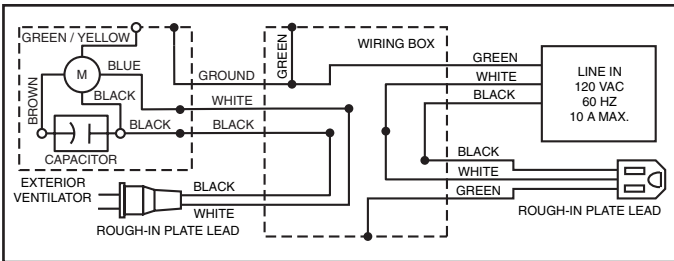 GREEN / YELLOW
GREEN
WIRING BOX
BLUE
M
GREEN
GROUND
WHITE
LINE IN
120 VAC
60 HZ
10 A MAX.
BROWN
BLACK
WHITE
BLACK
BLACK
BLACK
CAPACITOR
BLACK
WHITE
GREEN
EXTERIOR
VENTILATOR
BLACK
WHITE
ROUGH-IN PLATE LEAD
ROUGH-IN PLATE LEAD